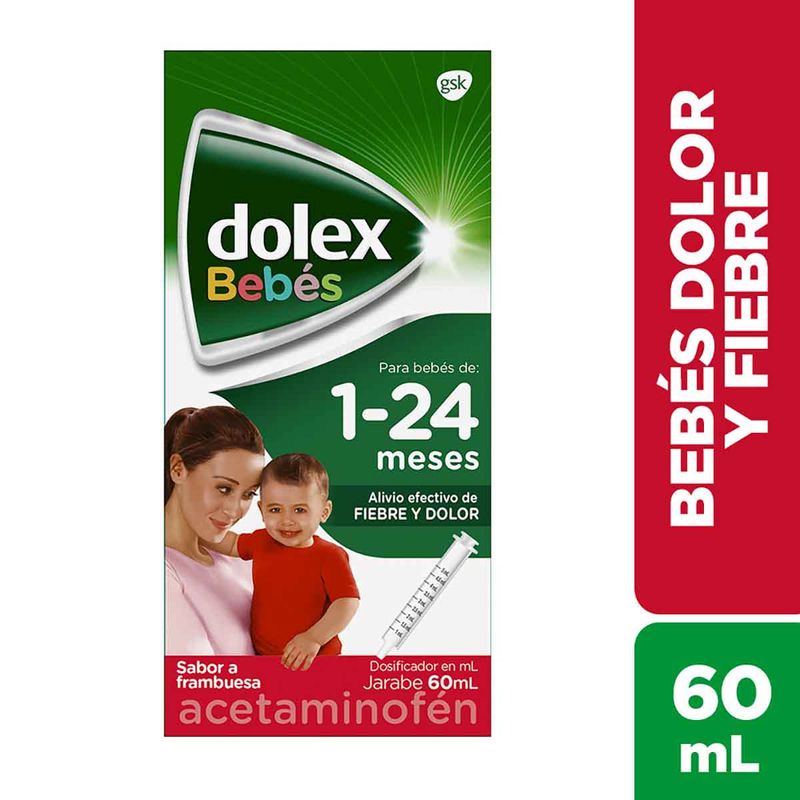 gsk
dolex
Bebés
Para bebés de:
1-24
meses
Alivio efectivo de
FIEBRE Y DOLOR
Sabor a
frambuesa
Dosificador en mL
Jarabe 60mL
acetaminofén
BEBÉS DOLOR
Y FIEBRE
60
mL